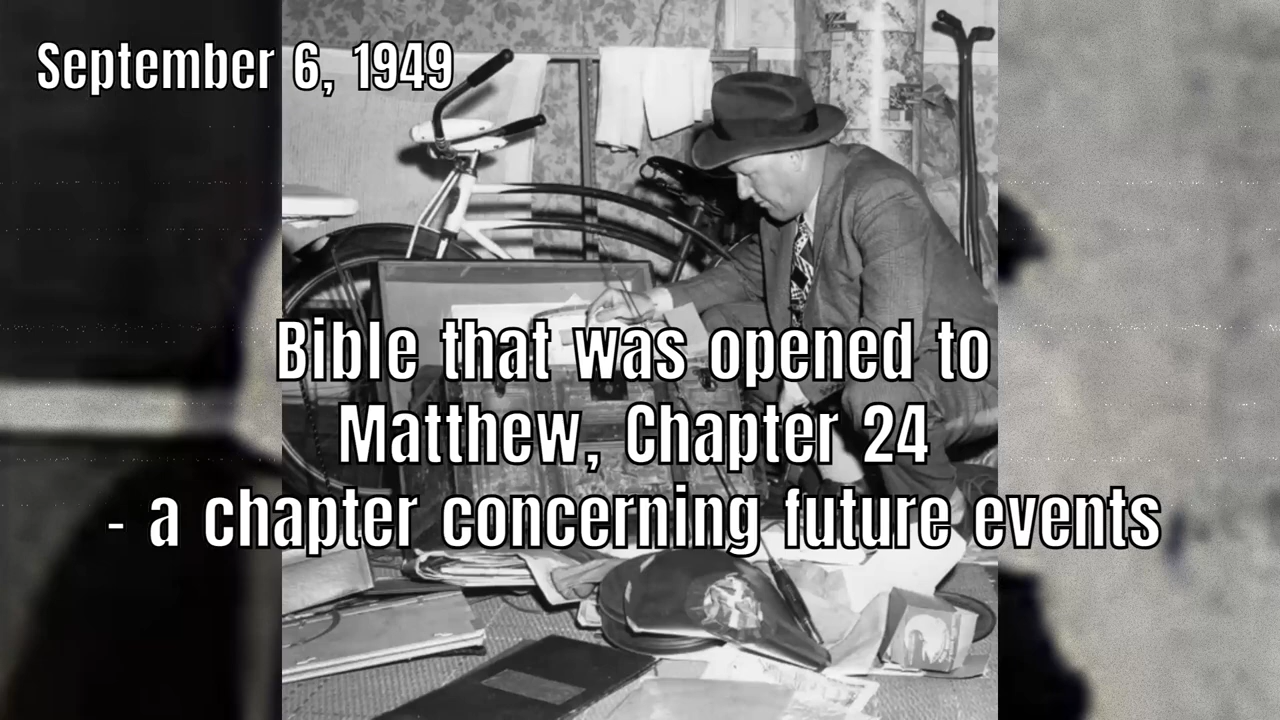 September 6, 1949
Bible that was opened to
Matthew, Chapter 24
- a chapter concerning future events